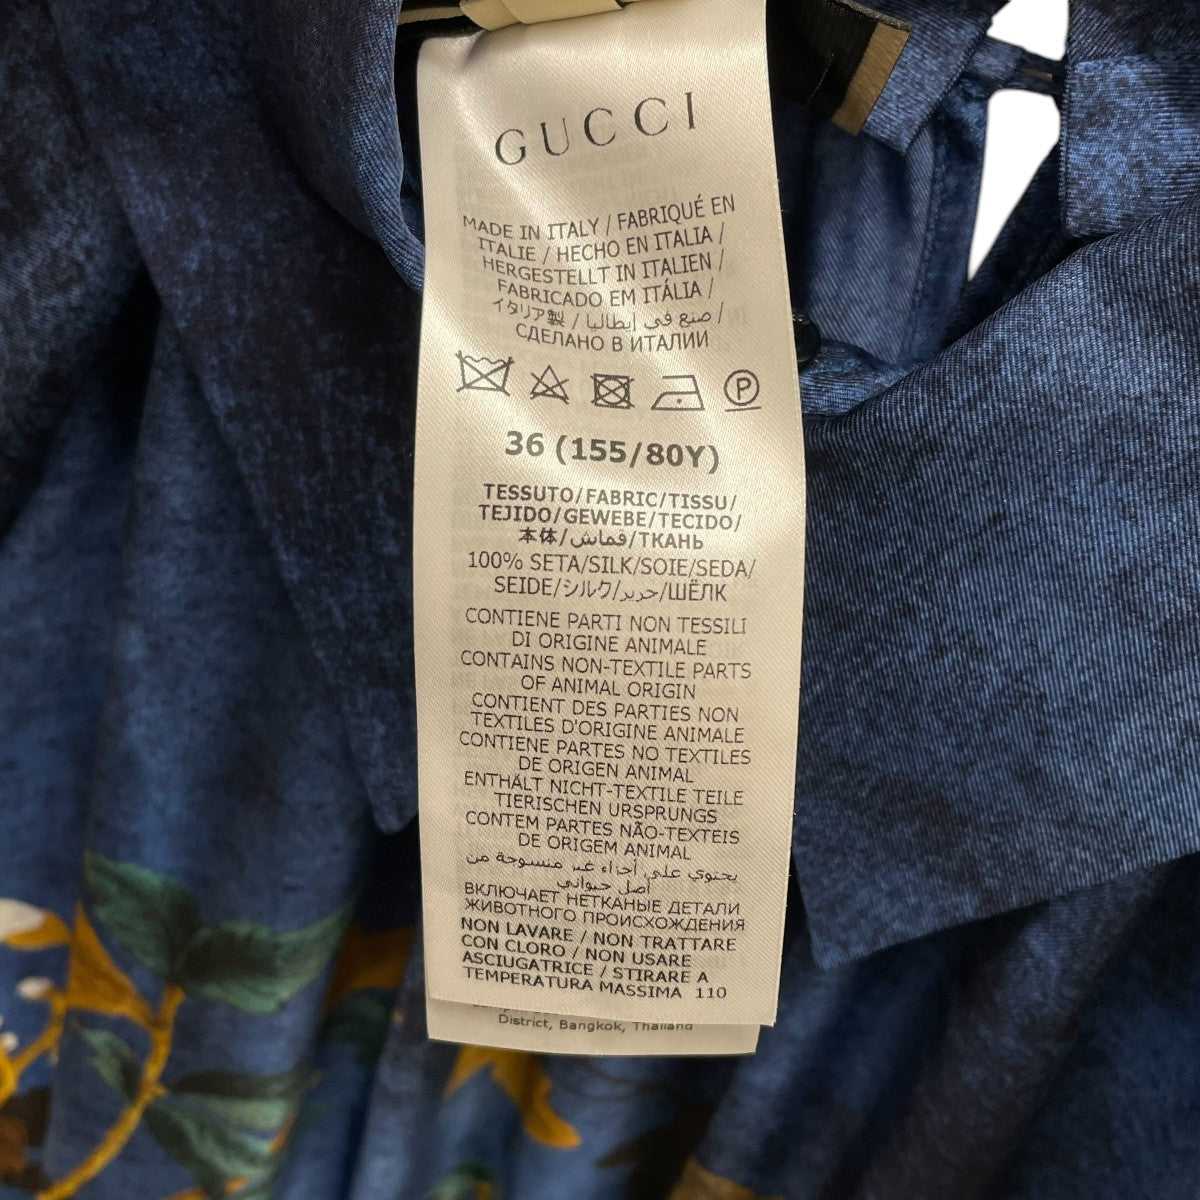 GUCCI
MADE IN ITALY / FABRIQUÉ EN
ITALIE / HECHO EN ITALIA /
HERGESTELLT IN ITALIEN /
FABRICADO EM ITÁLIA /
イタリア製 / صنع في إيطاليا /
СДЕЛАНО В ИТАЛИИ
P
36 (155/80Y)
TESSUTO/FABRIC/TISSU/
TEJIDO/GEWEBE/TECIDO/
本体/قماش/ТКАНЬ
100% SETA/SILK/SOIE/SEDA/
SEIDE/シルク/حرير/ШЁЛК
CONTIENE PARTI NON TESSILI
DI ORIGINE ANIMALE
CONTAINS NON-TEXTILE PARTS
OF ANIMAL ORIGIN
CONTIENT DES PARTIES NON
TEXTILES D'ORIGINE ANIMALE
CONTIENE PARTES NO TEXTILES
DE ORIGEN ANIMAL
ENTHÄLT NICHT-TEXTILE TEILE
TIERISCHEN URSPRUNGS
CONTEM PARTES NÃO-TEXTEIS
DE ORIGEM ANIMAL
يحتوي على أجزاء غير منسوجة من
أصل حيواني
ВКЛЮЧАЕТ НЕТКАНЫЕ ДЕТАЛИ
ЖИВОТНОГО ПРОИСХОЖДЕНИЯ
NON LAVARE / NON TRATTARE
CON CLORO / NON USARE
ASCIUGATRICE / STIRARE A
TEMPERATURA MASSIMA 110
District, Bangkok, Thailand